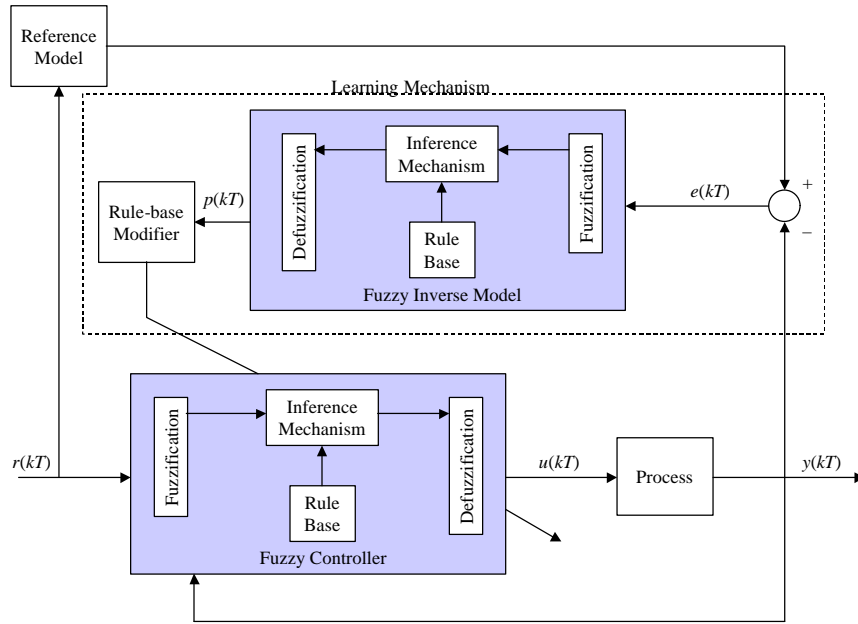 Reference
Model
Learning Mechanism
Defuzzification
Inference
Mechanism
Fuzzification
Rule
Base
Fuzzy Inverse Model
Rule-base
Modifier
p(kT)
e(kT)
+
–
r(kT)
Fuzzification
Inference
Mechanism
Defuzzification
Rule
Base
Fuzzy Controller
u(kT)
Process
y(kT)